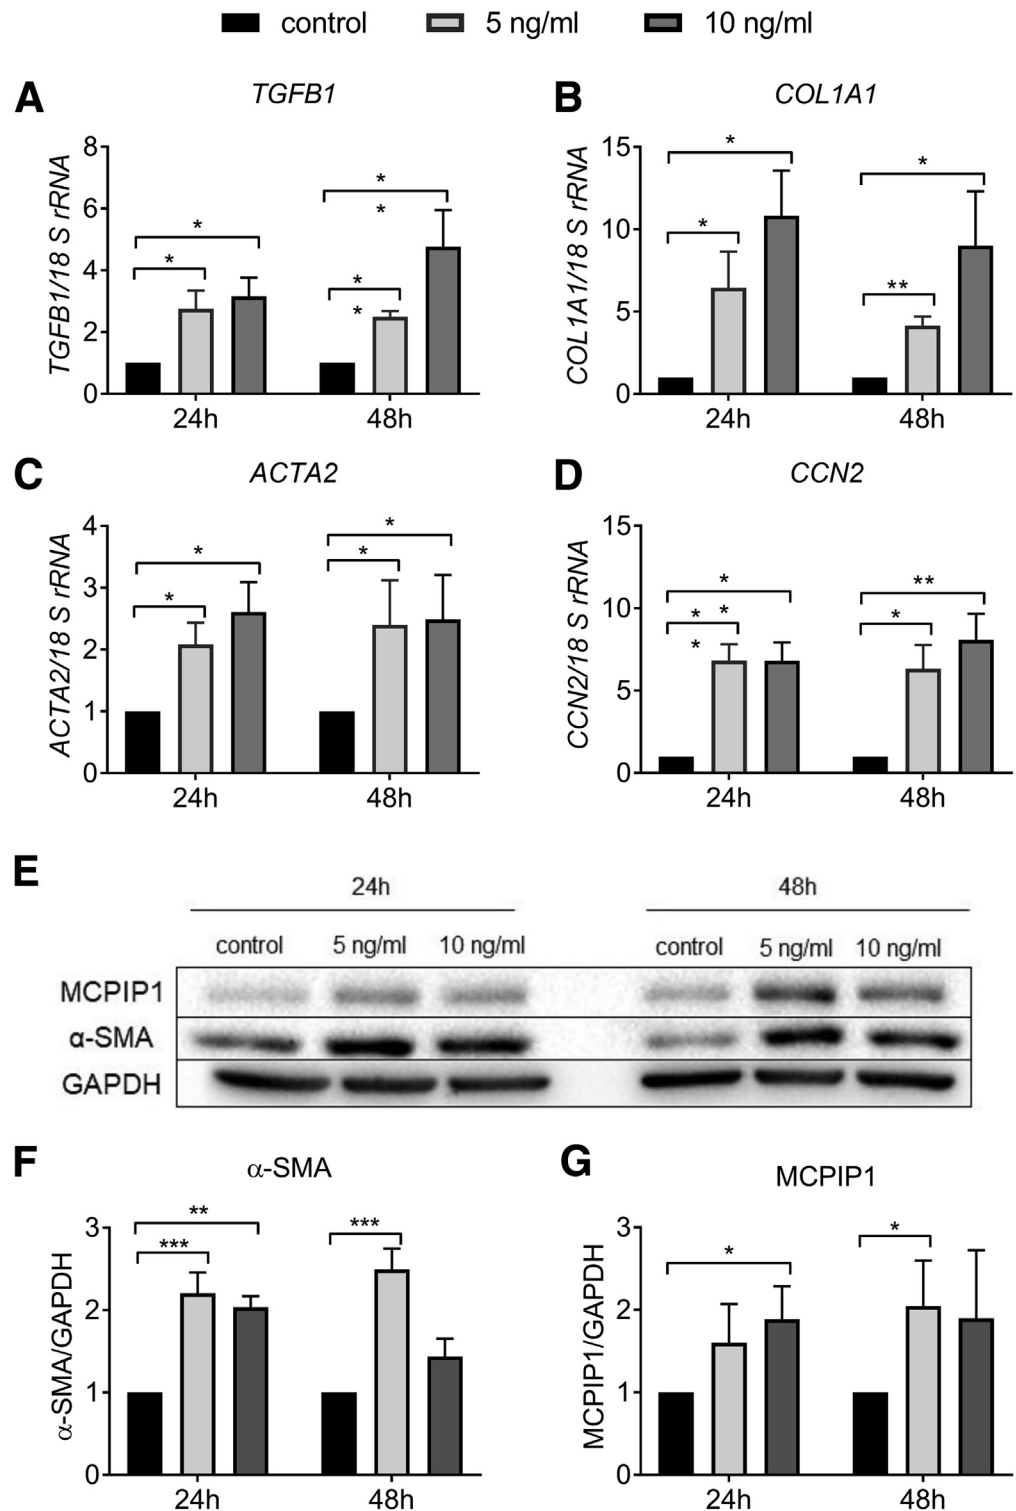 control 5 ng/ml 10 ng/ml
A TGFB1
TGFB1/18 S rRNA
8
6
4
2
0
* *
* *
* *
24h 48h
B COL1A1
COL1A1/18 S rRNA
15
10
5
0
* *
* **
24h 48h
C ACTA2
ACTA2/18 S rRNA
4
3
2
1
0
* *
* *
24h 48h
D CCN2
CCN2/18 S rRNA
15
10
5
0
* **
* * *
*
24h 48h
E
24h 48h
control 5 ng/ml 10 ng/ml control 5 ng/ml 10 ng/ml
MCPIP1
α-SMA
GAPDH
F α-SMA
α-SMA/GAPDH
3
2
1
0
** ***
***
24h 48h
G MCPIP1
MCPIP1/GAPDH
3
2
1
0
* *
24h 48h